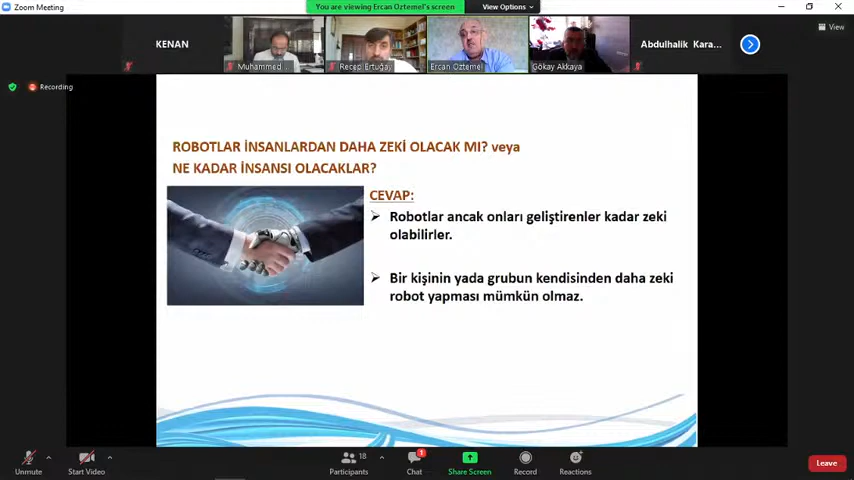 Zoom Meeting
You are viewing Ercan Oztemel's screen
View Options
View
KENAN
Muhammed
Recep Ertuğay
Ercan Oztemel
Gökay Akkaya
Abdulhalik Kara...
Recording
ROBOTLAR İNSANLARDAN DAHA ZEKİ OLACAK MI? veya
NE KADAR İNSANSI OLACAKLAR?
CEVAP:
Robotlar ancak onları geliştirenler kadar zeki
olabilirler.
Bir kişinin yada grubun kendisinden daha zeki
robot yapması mümkün olmaz.
Unmute
Start Video
Participants
18
Chat
1
Share Screen
Record
Reactions
Leave